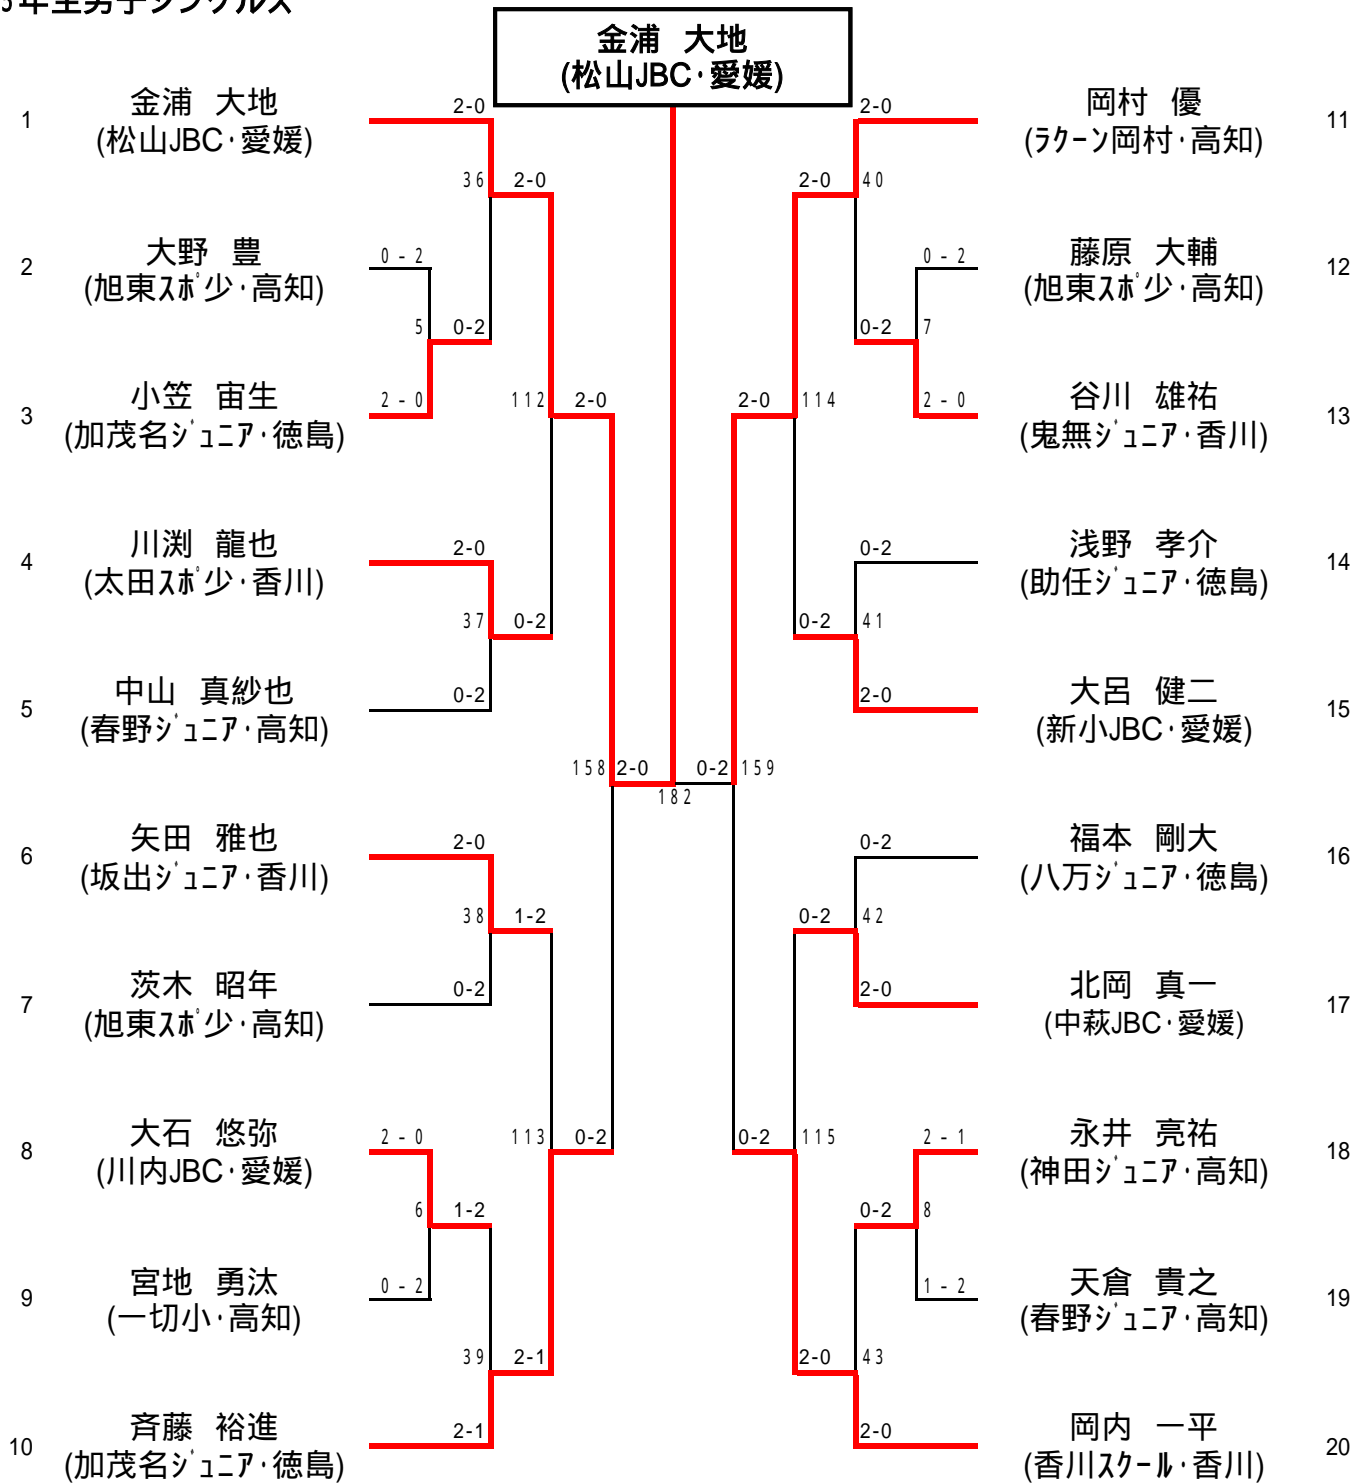 年生男子シングルス
金浦 大地
(松山JBC・愛媛)
1
金浦 大地
(松山JBC・愛媛)
2-0
36
2-0
2
大野 豊
(旭東スポ少・高知)
0-2
5
0-2
3
小笠 宙生
(加茂名ジュニア・徳島)
2-0
112
2-0
4
川渕 龍也
(太田スポ少・香川)
2-0
37
0-2
5
中山 真紗也
(春野ジュニア・高知)
0-2
158
2-0
182
6
矢田 雅也
(坂出ジュニア・香川)
2-0
38
1-2
7
茨木 昭年
(旭東スポ少・高知)
0-2
8
大石 悠弥
(川内JBC・愛媛)
2-0
113
0-2
6
1-2
9
宮地 勇汰
(一切小・高知)
0-2
39
2-1
10
斉藤 裕進
(加茂名ジュニア・徳島)
2-1
2-0
岡村 優
(ラクーン岡村・高知)
11
2-0
40
0-2
藤原 大輔
(旭東スポ少・高知)
12
0-2
7
2-0
114
2-0
谷川 雄祐
(鬼無ジュニア・香川)
13
0-2
浅野 孝介
(助任ジュニア・徳島)
14
0-2
41
2-0
大呂 健二
(新小JBC・愛媛)
15
0-2
159
0-2
福本 剛大
(八万ジュニア・徳島)
16
0-2
42
2-0
北岡 真一
(中萩JBC・愛媛)
17
0-2
115
2-1
永井 亮祐
(神田ジュニア・高知)
18
0-2
8
1-2
天倉 貴之
(春野ジュニア・高知)
19
2-0
43
2-0
岡内 一平
(香川スクール・香川)
20